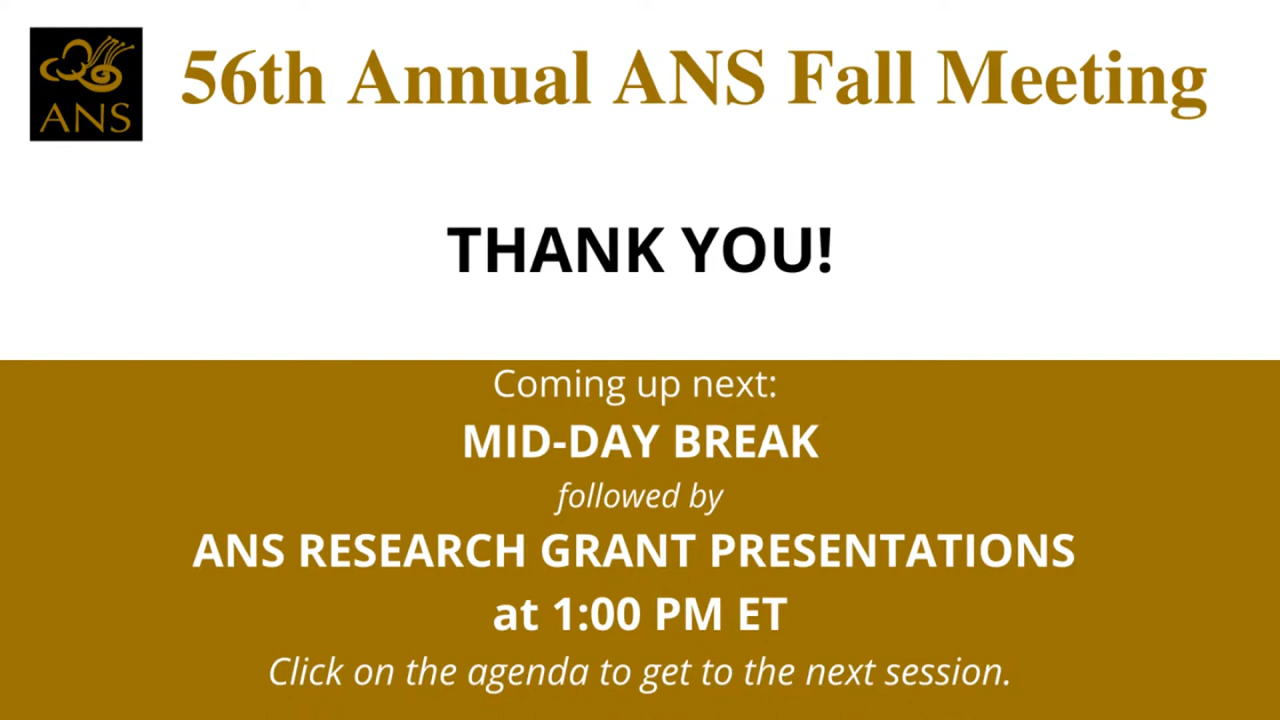 ANS
56th Annual ANS Fall Meeting
THANK YOU!
Coming up next:
MID-DAY BREAK
followed by
ANS RESEARCH GRANT PRESENTATIONS
at 1:00 PM ET
Click on the agenda to get to the next session.